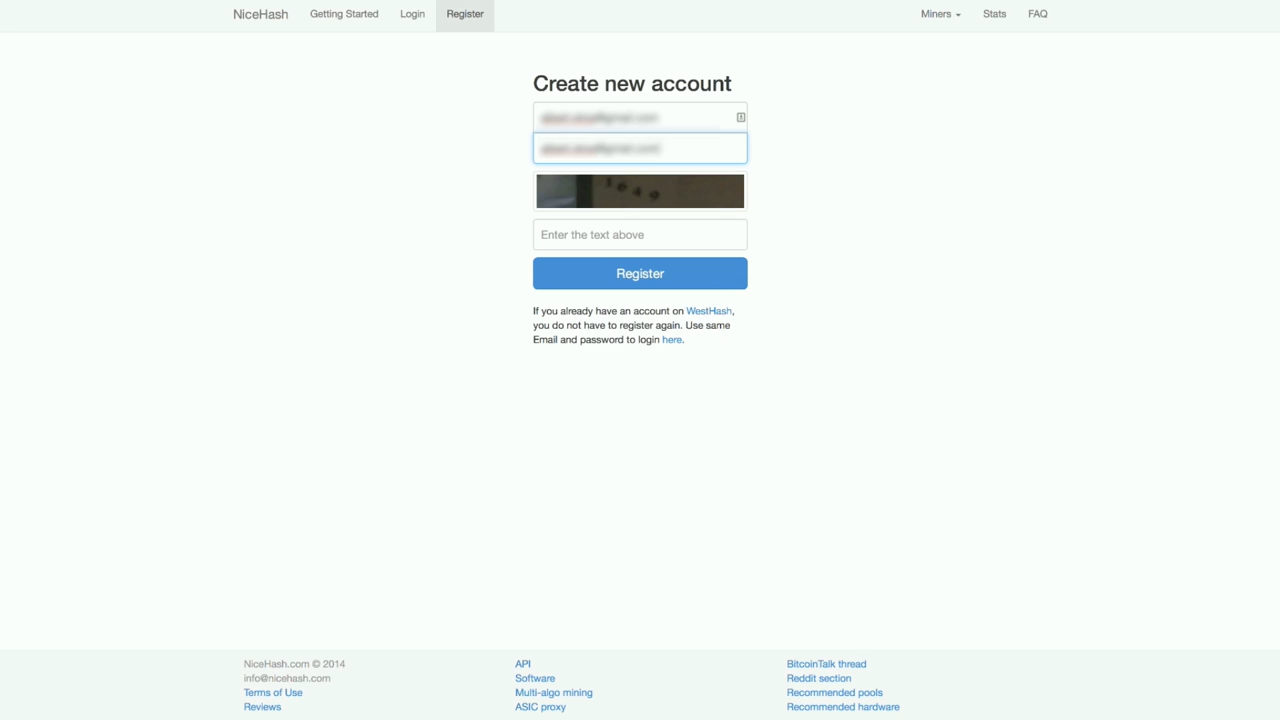 NiceHash Getting Started Login Register Miners Stats FAQ
Create new account
1649
Enter the text above
Register
If you already have an account on WestHash,
you do not have to register again. Use same
Email and password to login here.
NiceHash.com © 2014 API BitcoinTalk thread
info@nicehash.com Software Reddit section
Terms of Use Multi-algo mining Recommended pools
Reviews ASIC proxy Recommended hardware